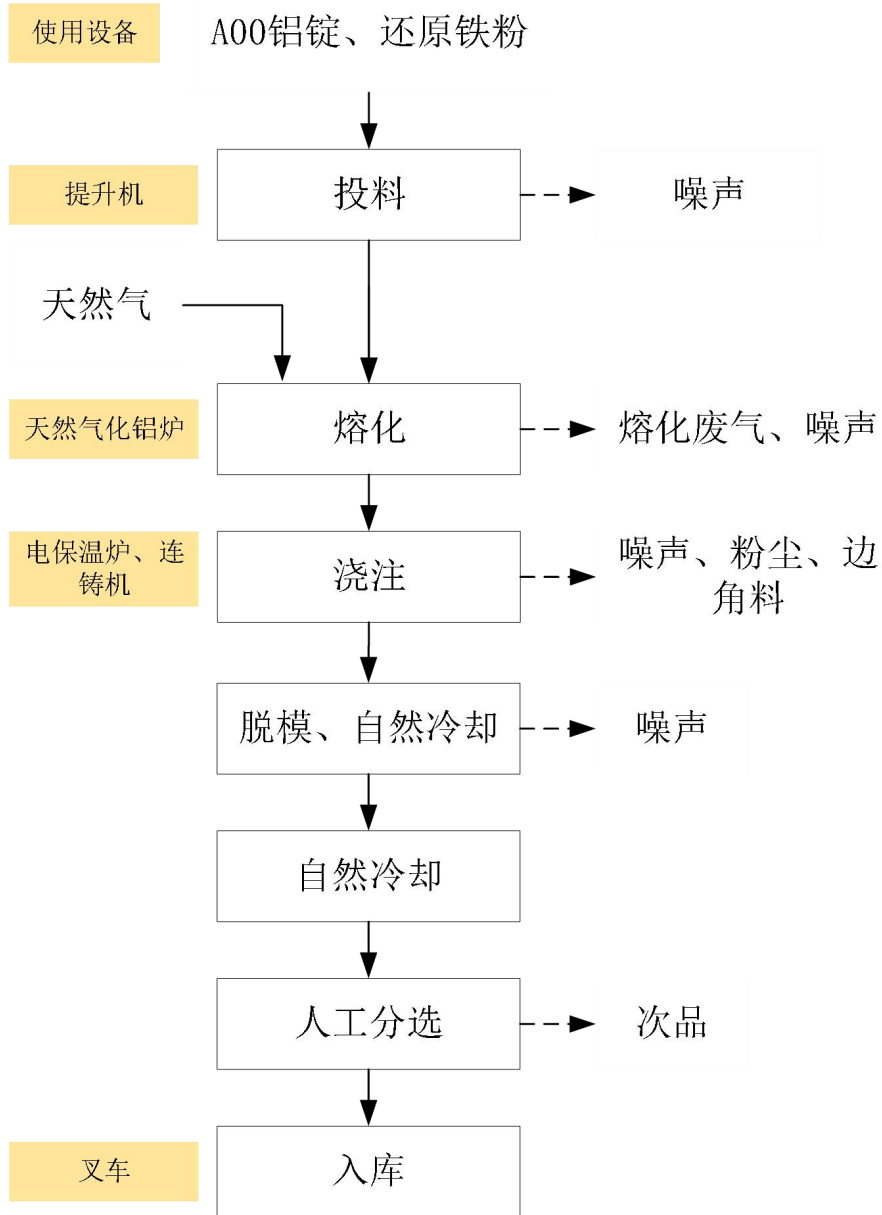 使用设备
A00铝锭、还原铁粉
提升机
投料
噪声
天然气
天然气化铝炉
熔化
熔化废气、噪声
电保温炉、连
铸机
浇注
噪声、粉尘、边
角料
脱模、自然冷却
噪声
自然冷却
人工分选
次品
叉车
入库